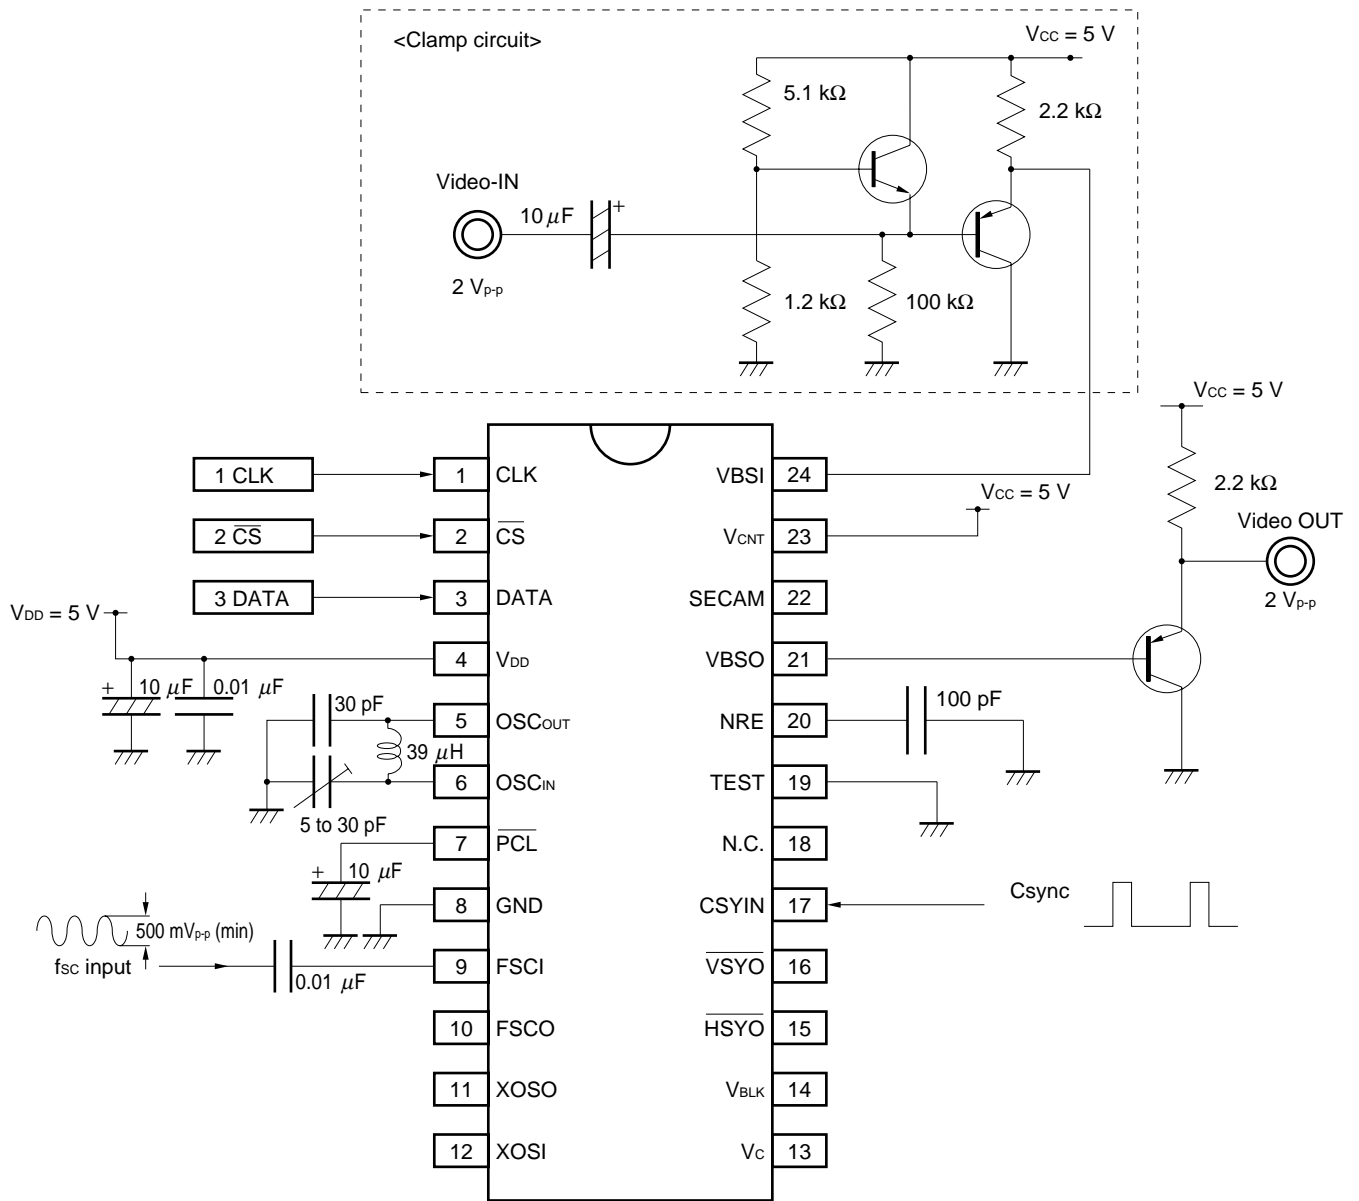 <Clamp circuit>
VCC = 5 V
5.1 kΩ
2.2 kΩ
Video-IN
10 µF
+
2 Vp-p
1.2 kΩ
100 kΩ
VCC = 5 V
2.2 kΩ
Video OUT
2 Vp-p
1 CLK
1 CLK
VBSI 24
VCC = 5 V
2 C̅S̅
2 C̅S̅
VCNT 23
3 DATA
3 DATA
SECAM 22
VDD = 5 V
4 VDD
VBSO 21
+ 10 µF
0.01 µF
30 pF
5 OSCOUT
NRE 20
100 pF
39 µH
6 OSCIN
TEST 19
5 to 30 pF
7 P̅C̅L̅
N.C. 18
+ 10 µF
8 GND
CSYIN 17
Csync
500 mVp-p (min)
fSC input
0.01 µF
9 FSCI
V̅S̅Y̅O̅ 16
10 FSCO
H̅S̅Y̅O̅ 15
11 XOSO
VBLK 14
12 XOSI
VC 13